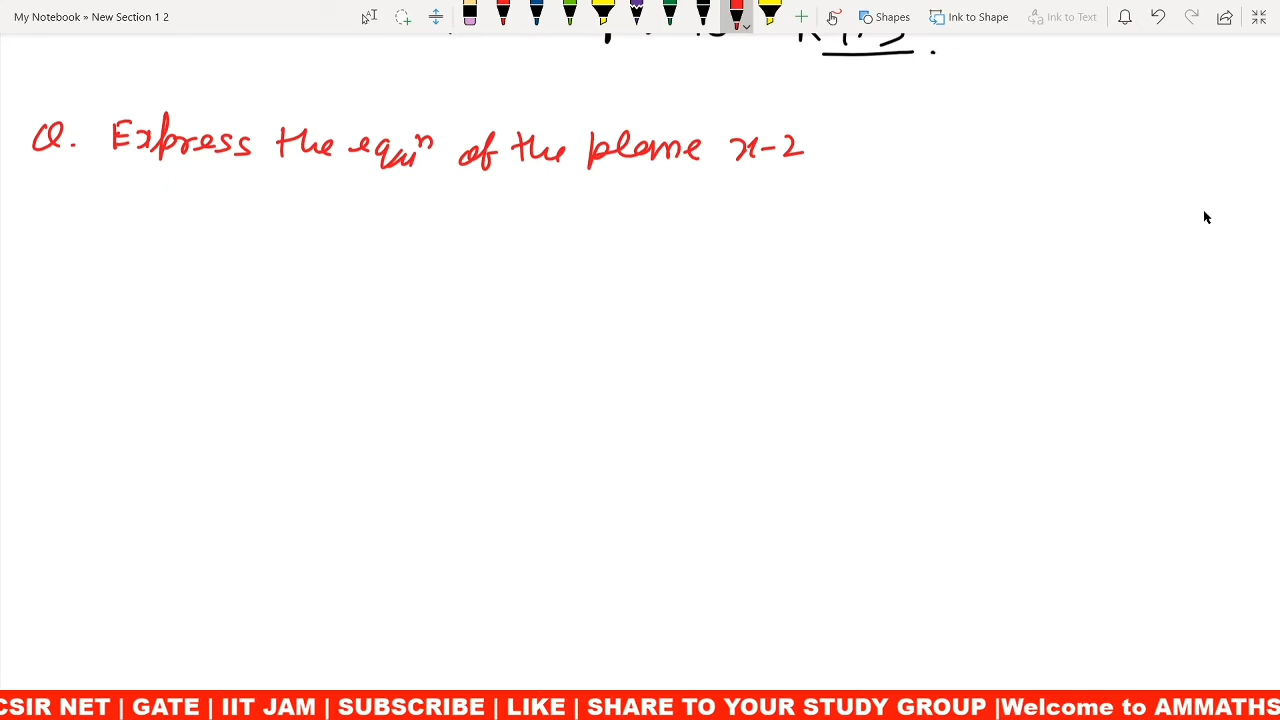 My Notebook » New Section 1 2
Shapes
Ink to Shape
Ink to Text
Q. Express the equⁿ of the plane x-2
CSIR NET | GATE | IIT JAM | SUBSCRIBE | LIKE | SHARE TO YOUR STUDY GROUP |Welcome to AMMATHS